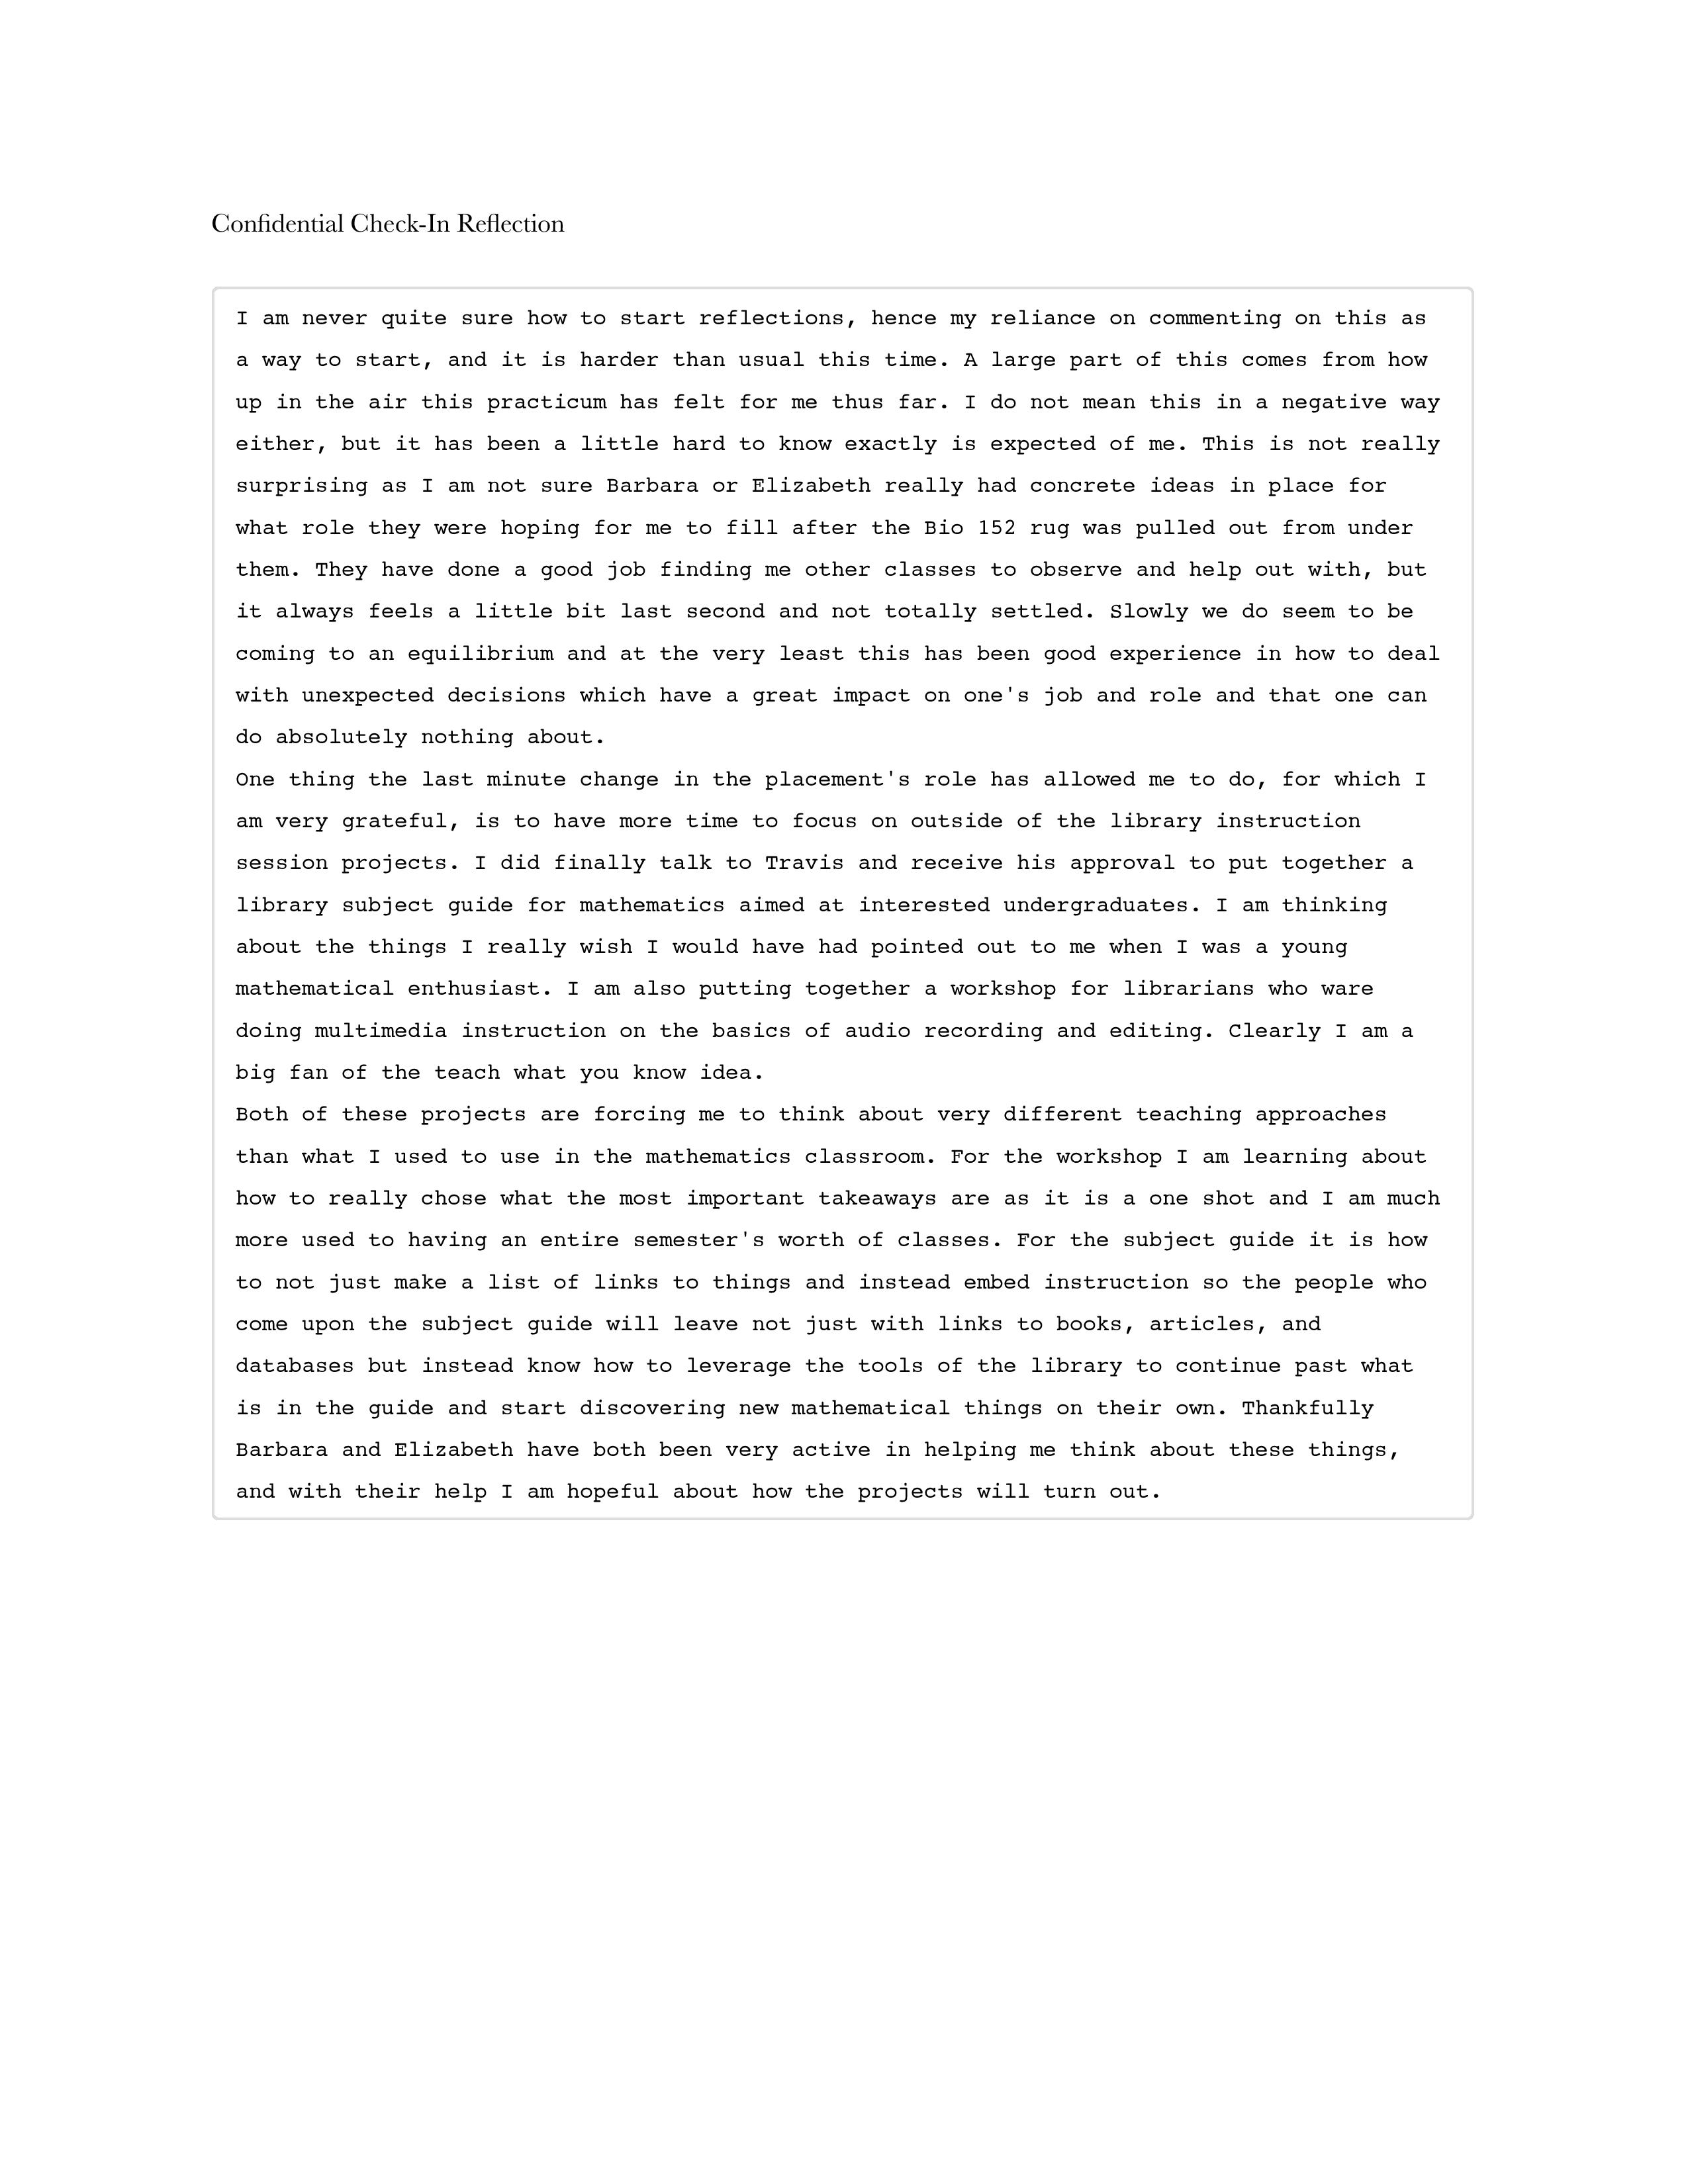 Confidential Check-In Reflection
I am never quite sure how to start reflections, hence my reliance on commenting on this as
a way to start, and it is harder than usual this time. A large part of this comes from how
up in the air this practicum has felt for me thus far. I do not mean this in a negative way
either, but it has been a little hard to know exactly is expected of me. This is not really
surprising as I am not sure Barbara or Elizabeth really had concrete ideas in place for
what role they were hoping for me to fill after the Bio 152 rug was pulled out from under
them. They have done a good job finding me other classes to observe and help out with, but
it always feels a little bit last second and not totally settled. Slowly we do seem to be
coming to an equilibrium and at the very least this has been good experience in how to deal
with unexpected decisions which have a great impact on one's job and role and that one can
do absolutely nothing about.
One thing the last minute change in the placement's role has allowed me to do, for which I
am very grateful, is to have more time to focus on outside of the library instruction
session projects. I did finally talk to Travis and receive his approval to put together a
library subject guide for mathematics aimed at interested undergraduates. I am thinking
about the things I really wish I would have had pointed out to me when I was a young
mathematical enthusiast. I am also putting together a workshop for librarians who ware
doing multimedia instruction on the basics of audio recording and editing. Clearly I am a
big fan of the teach what you know idea.
Both of these projects are forcing me to think about very different teaching approaches
than what I used to use in the mathematics classroom. For the workshop I am learning about
how to really chose what the most important takeaways are as it is a one shot and I am much
more used to having an entire semester's worth of classes. For the subject guide it is how
to not just make a list of links to things and instead embed instruction so the people who
come upon the subject guide will leave not just with links to books, articles, and
databases but instead know how to leverage the tools of the library to continue past what
is in the guide and start discovering new mathematical things on their own. Thankfully
Barbara and Elizabeth have both been very active in helping me think about these things,
and with their help I am hopeful about how the projects will turn out.